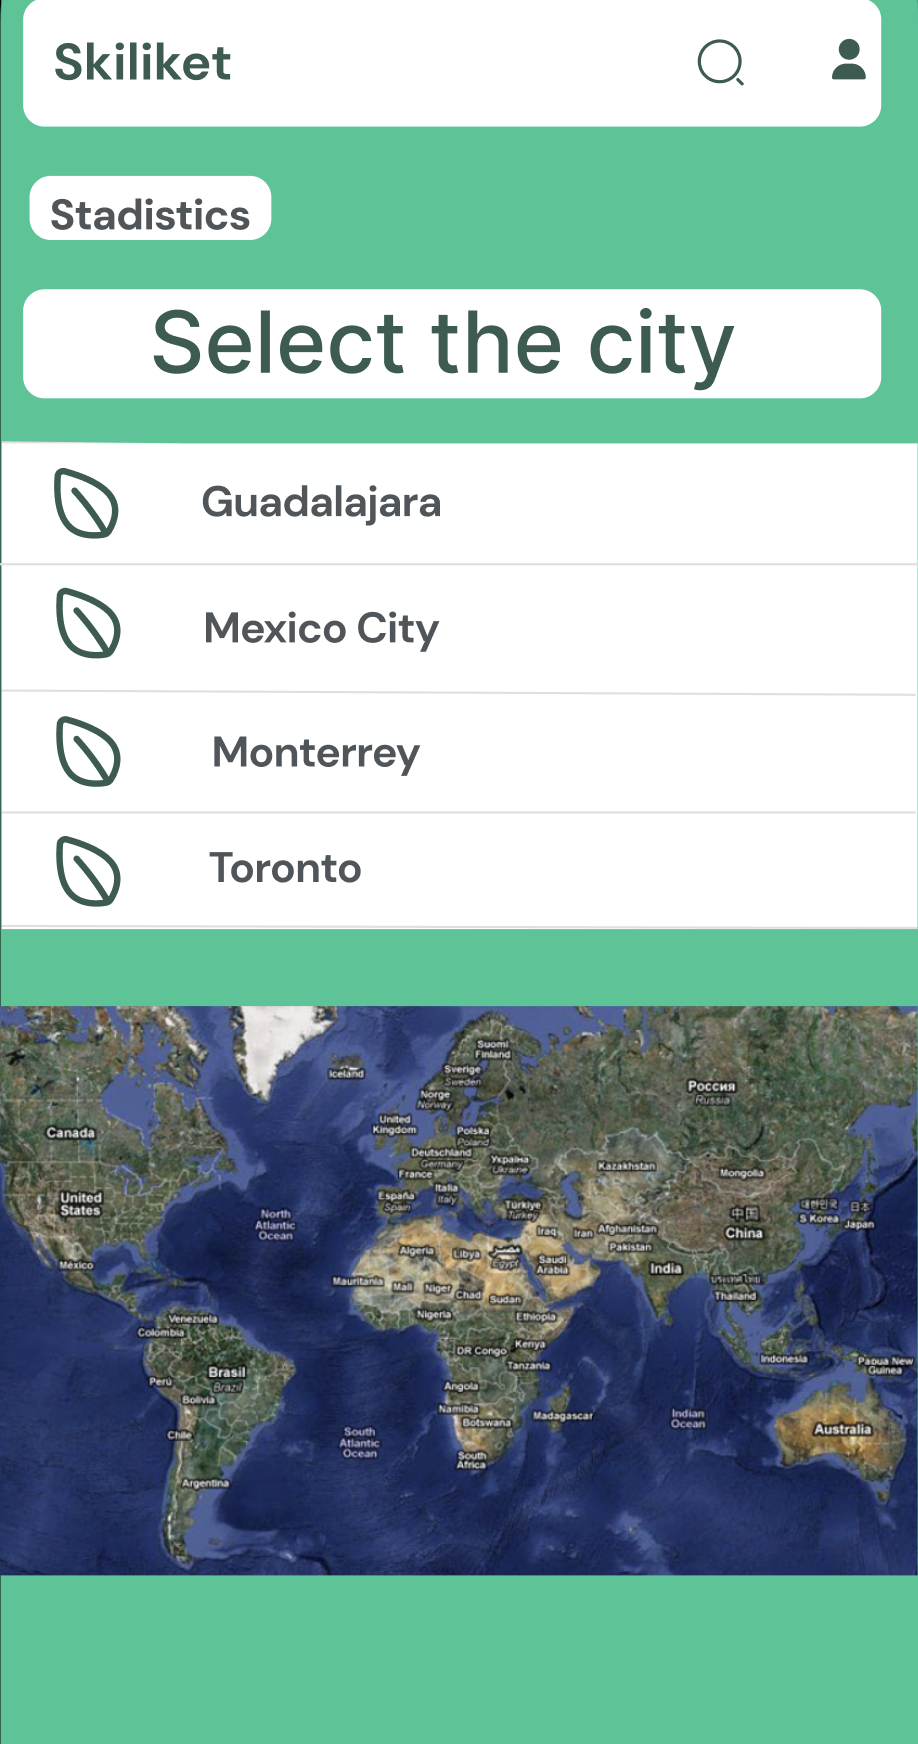 Skiliket
Stadistics
Select the city
Guadalajara
Mexico City
Monterrey
Toronto
Suomi
Finland
Iceland
Sverige
Sweden
Norge
Norway
Россия
Russia
United
Kingdom
Polska
Poland
Canada
Deutschland
Germany
Україна
Ukraine
France
Kazakhstan
Mongolia
Italia
Italy
España
Spain
United
States
Türkiye
Turkey
中国
China
대한민국
S Korea
日本
Japan
North
Atlantic
Ocean
Iraq
Iran
Afghanistan
Pakistan
Algeria
Libya
مصر
Egypt
Saudi
Arabia
México
India
ประเทศไทย
Thailand
Mauritania
Mali
Niger
Chad
Sudan
Nigeria
Ethiopia
Venezuela
Colombia
DR Congo
Kenya
Tanzania
Indonesia
Papua New
Guinea
Perú
Brasil
Brazil
Bolivia
Angola
Namibia
Botswana
Madagascar
Indian
Ocean
Australia
Chile
South
Atlantic
Ocean
South
Africa
Argentina